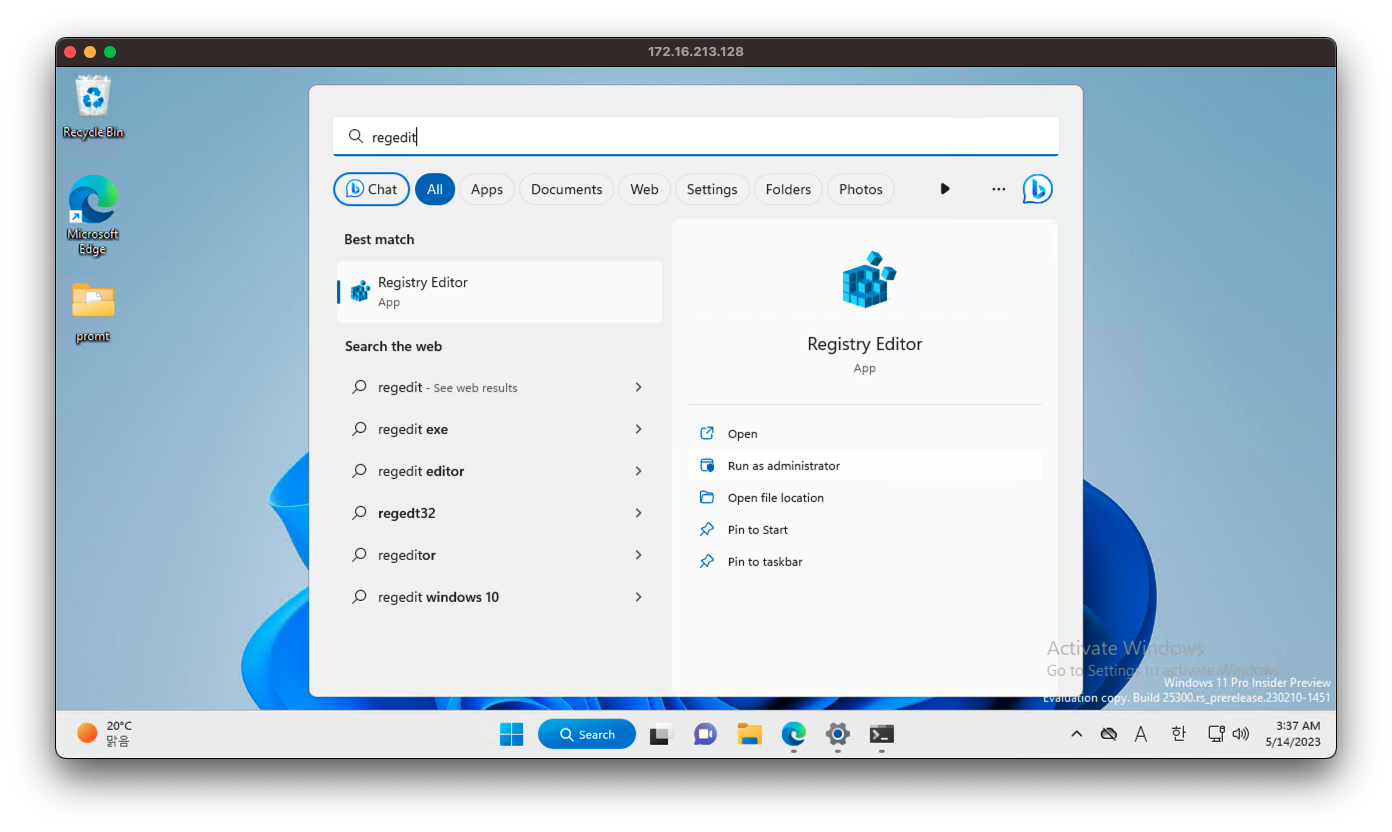 172.16.213.128
Recycle Bin
Microsoft
Edge
promt
regedit
Chat
All
Apps
Documents
Web
Settings
Folders
Photos
Best match
Registry Editor
App
Search the web
regedit - See web results
regedit exe
regedit editor
regedt32
regeditor
regedit windows 10
Registry Editor
App
Open
Run as administrator
Open file location
Pin to Start
Pin to taskbar
Activate Windows
Go to Settings to activate Windows.
Windows 11 Pro Insider Preview
Evaluation copy. Build 25300.rs_prerelease.230210-1451
20°C
맑음
Search
A
한
3:37 AM
5/14/2023